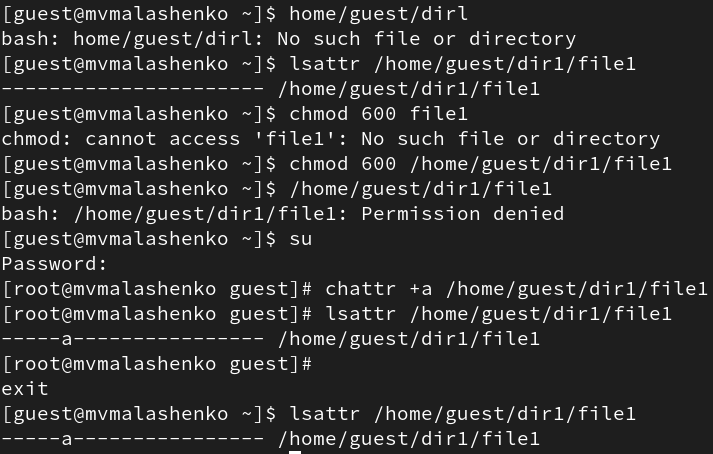 [guest@mvmalashenko ~]$ home/guest/dirl
bash: home/guest/dirl: No such file or directory
[guest@mvmalashenko ~]$ lsattr /home/guest/dir1/file1
---------------------- /home/guest/dir1/file1
[guest@mvmalashenko ~]$ chmod 600 file1
chmod: cannot access 'file1': No such file or directory
[guest@mvmalashenko ~]$ chmod 600 /home/guest/dir1/file1
[guest@mvmalashenko ~]$ /home/guest/dir1/file1
bash: /home/guest/dir1/file1: Permission denied
[guest@mvmalashenko ~]$ su
Password:
[root@mvmalashenko guest]# chattr +a /home/guest/dir1/file1
[root@mvmalashenko guest]# lsattr /home/guest/dir1/file1
-----a---------------- /home/guest/dir1/file1
[root@mvmalashenko guest]#
exit
[guest@mvmalashenko ~]$ lsattr /home/guest/dir1/file1
-----a---------------- /home/guest/dir1/file1